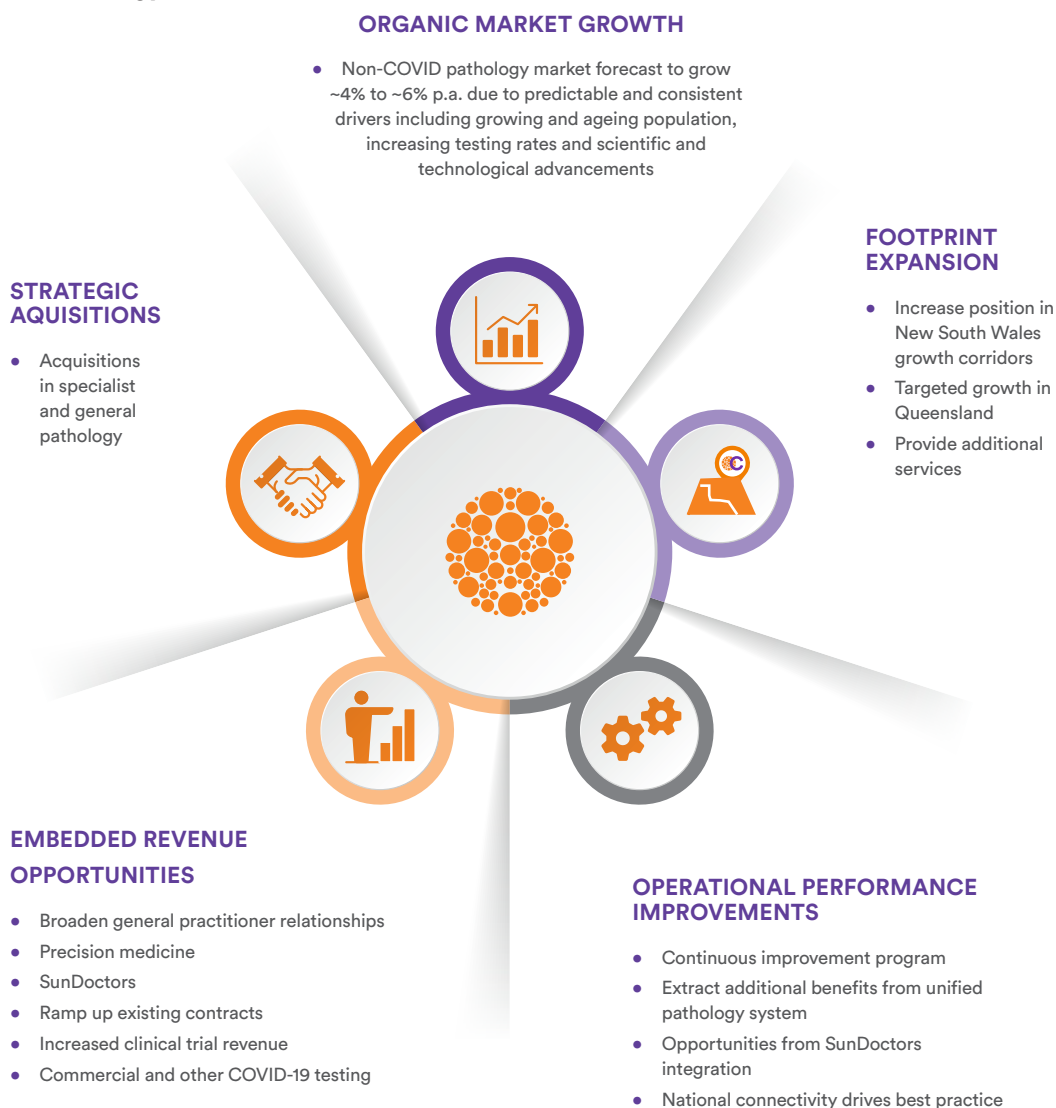 ORGANIC MARKET GROWTH
• Non-COVID pathology market forecast to grow
~4% to ~6% p.a. due to predictable and consistent
drivers including growing and ageing population,
increasing testing rates and scientific and
technological advancements
FOOTPRINT
EXPANSION
• Increase position in
New South Wales
growth corridors
• Targeted growth in
Queensland
• Provide additional
services
STRATEGIC
AQUISITIONS
• Acquisitions
in specialist
and general
pathology
EMBEDDED REVENUE
OPPORTUNITIES
• Broaden general practitioner relationships
• Precision medicine
• SunDoctors
• Ramp up existing contracts
• Increased clinical trial revenue
• Commercial and other COVID-19 testing
OPERATIONAL PERFORMANCE
IMPROVEMENTS
• Continuous improvement program
• Extract additional benefits from unified
pathology system
• Opportunities from SunDoctors
integration
• National connectivity drives best practice